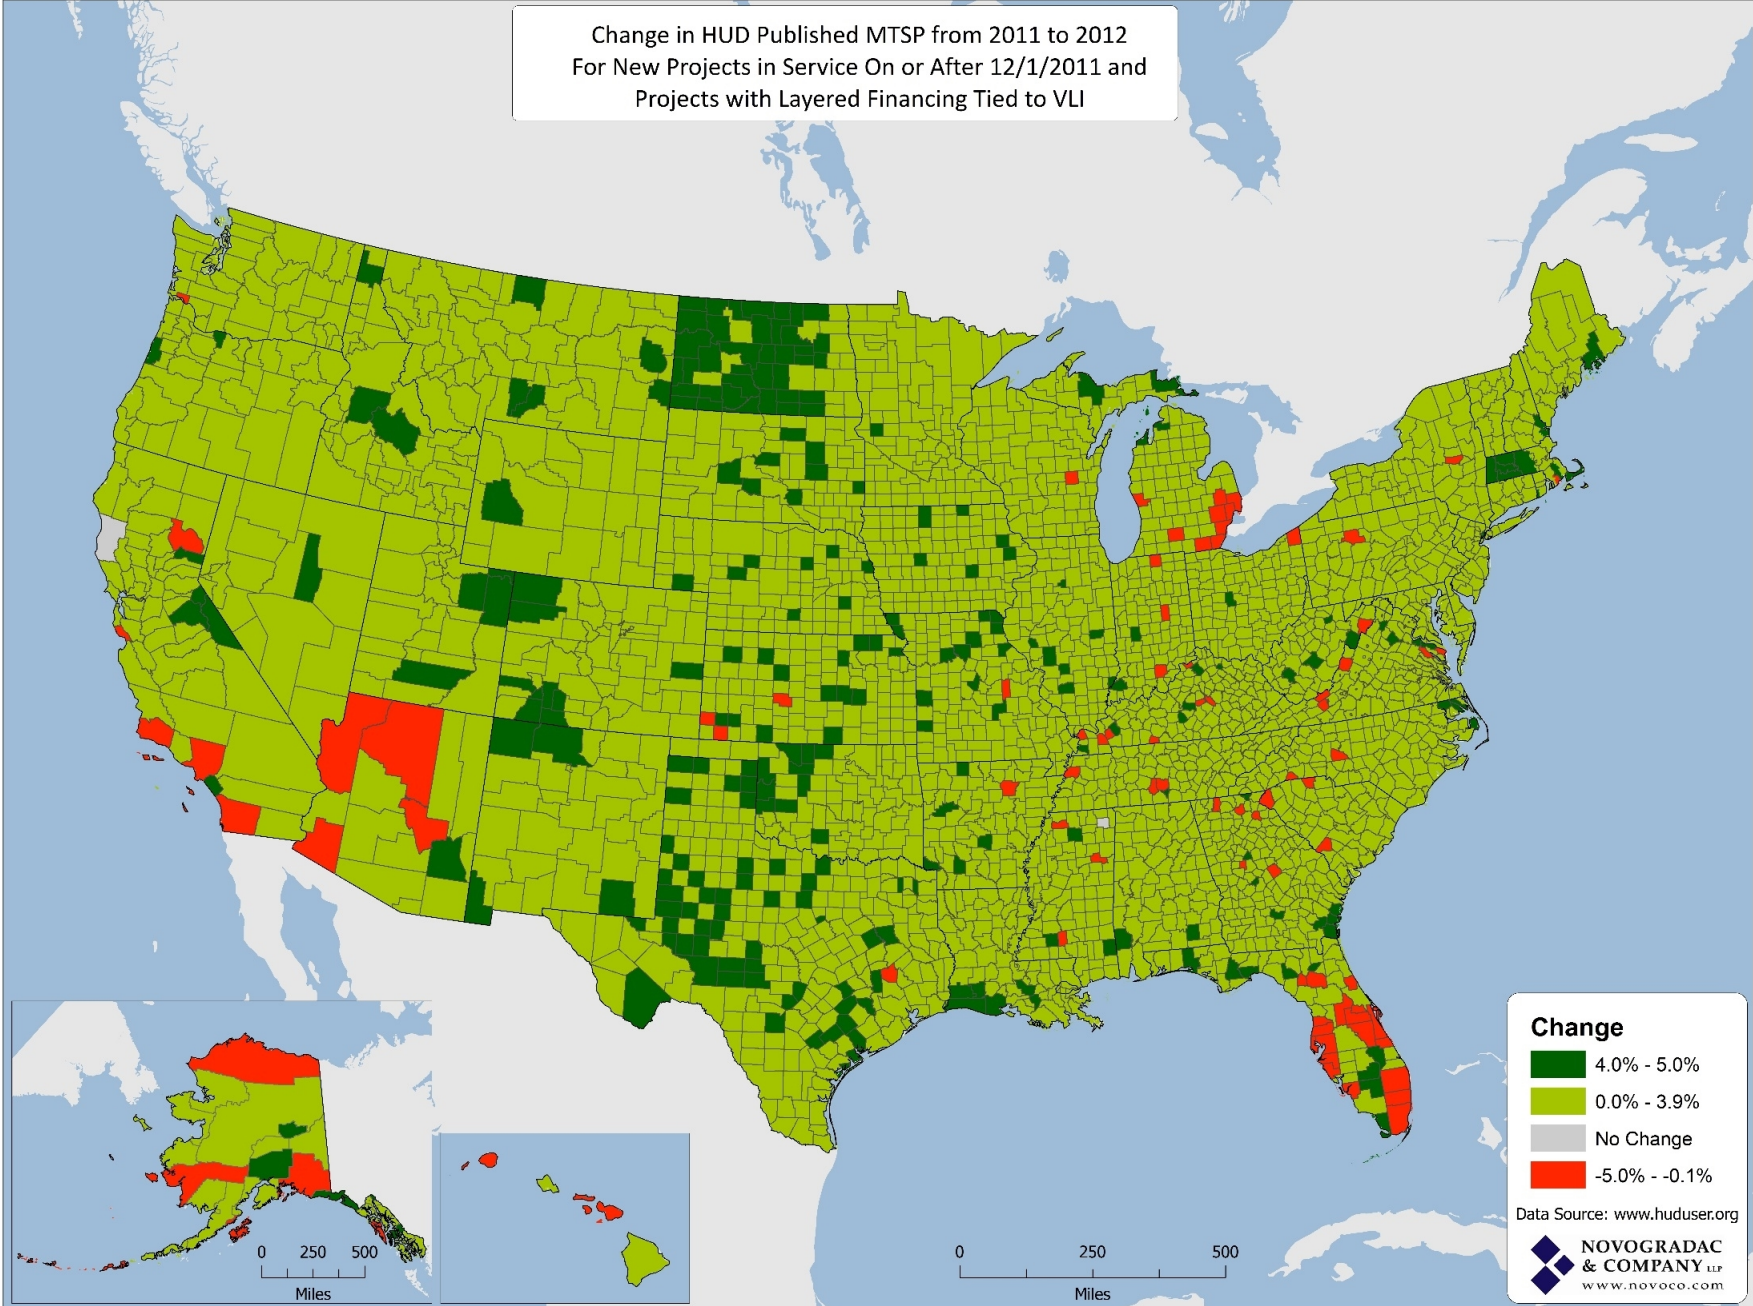 Change in HUD Published MTSP from 2011 to 2012
For New Projects in Service On or After 12/1/2011 and
Projects with Layered Financing Tied to VLI
Change
4.0% - 5.0%
0.0% - 3.9%
No Change
-5.0% - -0.1%
Data Source: www.huduser.org
NOVOGRADAC
& COMPANY LLP
www.novoco.com
0 250 500
Miles
0 250 500
Miles